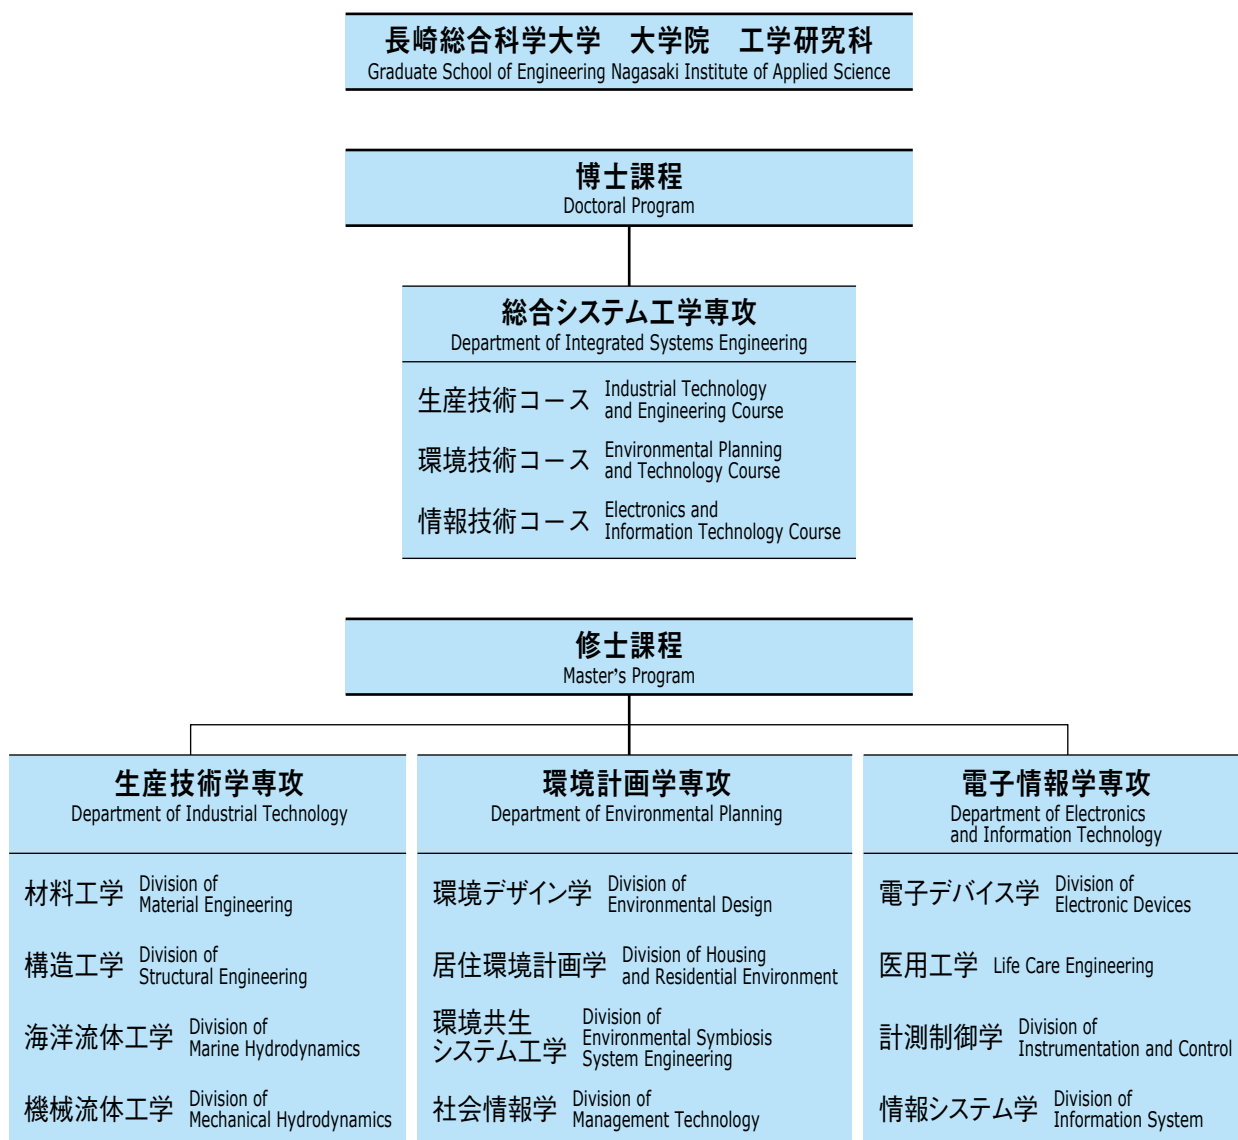 長崎総合科学大学　大学院　工学研究科
Graduate School of Engineering Nagasaki Institute of Applied Science
博士課程
Doctoral Program
総合システム工学専攻
Department of Integrated Systems Engineering
生産技術コース
Industrial Technology
and Engineering Course
環境技術コース
Environmental Planning
and Technology Course
情報技術コース
Electronics and
Information Technology Course
修士課程
Master's Program
生産技術学専攻
Department of Industrial Technology
材料工学
Division of
Material Engineering
構造工学
Division of
Structural Engineering
海洋流体工学
Division of
Marine Hydrodynamics
機械流体工学
Division of
Mechanical Hydrodynamics
環境計画学専攻
Department of Environmental Planning
環境デザイン学
Division of
Environmental Design
居住環境計画学
Division of Housing
and Residential Environment
環境共生
システム工学
Division of
Environmental Symbiosis
System Engineering
社会情報学
Division of
Management Technology
電子情報学専攻
Department of Electronics
and Information Technology
電子デバイス学
Division of
Electronic Devices
医用工学
Life Care Engineering
計測制御学
Division of
Instrumentation and Control
情報システム学
Division of
Information System